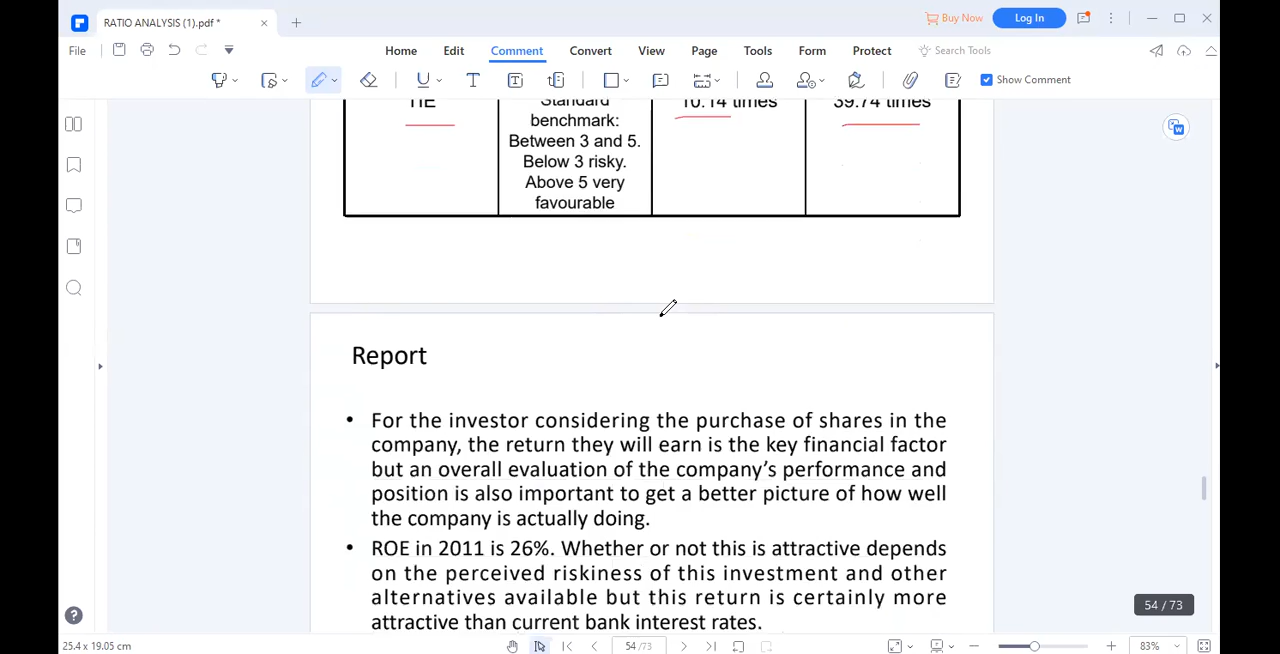 RATIO ANALYSIS (1).pdf *
Buy Now
Log In
File
Home
Edit
Comment
Convert
View
Page
Tools
Form
Protect
Search Tools
Show Comment
TIE
Standard
benchmark:
Between 3 and 5.
Below 3 risky.
Above 5 very
favourable
10.14 times
39.74 times
Report
• For the investor considering the purchase of shares in the
company, the return they will earn is the key financial factor
but an overall evaluation of the company’s performance and
position is also important to get a better picture of how well
the company is actually doing.
• ROE in 2011 is 26%. Whether or not this is attractive depends
on the perceived riskiness of this investment and other
alternatives available but this return is certainly more
attractive than current bank interest rates.
54 / 73
25.4 x 19.05 cm
54 /73
83%